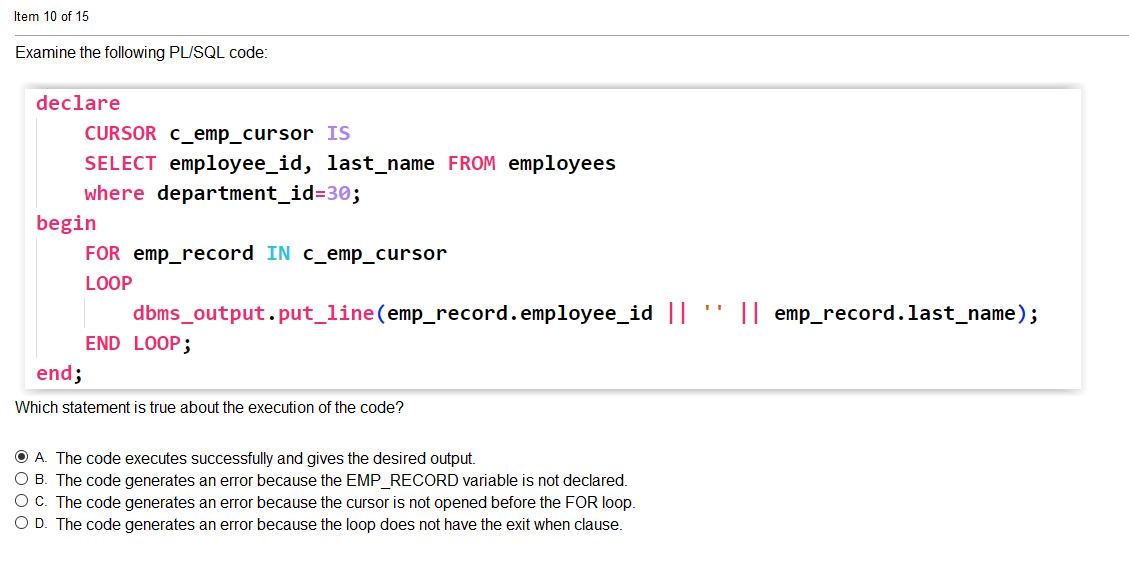 Item 10 of 15
Examine the following PL/SQL code:
declare
CURSOR c_emp_cursor IS
SELECT employee_id, last_name FROM employees
where department_id=30;
begin
FOR emp_record IN c_emp_cursor
LOOP
dbms_output.put_line(emp_record.employee_id || '' || emp_record.last_name);
END LOOP;
end;
Which statement is true about the execution of the code?
A. The code executes successfully and gives the desired output.
B. The code generates an error because the EMP_RECORD variable is not declared.
C. The code generates an error because the cursor is not opened before the FOR loop.
D. The code generates an error because the loop does not have the exit when clause.